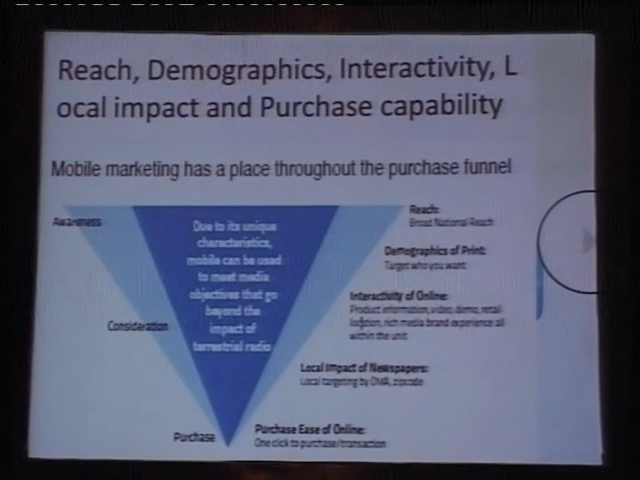 Reach, Demographics, Interactivity, L
ocal impact and Purchase capability
Mobile marketing has a place throughout the purchase funnel
Awareness
Due to its unique
characteristics,
mobile can be used
to meet media
objectives that go
beyond the
impact of
terrestrial radio
Consideration
Purchase
Reach:
Broad National Reach
Demographics of Print:
Target who you want
Interactivity of Online:
Product information, video, demo, retail
location, rich media brand experience all
within the unit
Local Impact of Newspapers:
Local targeting by DMA, zipcode
Purchase Ease of Online:
One click to purchase/transaction